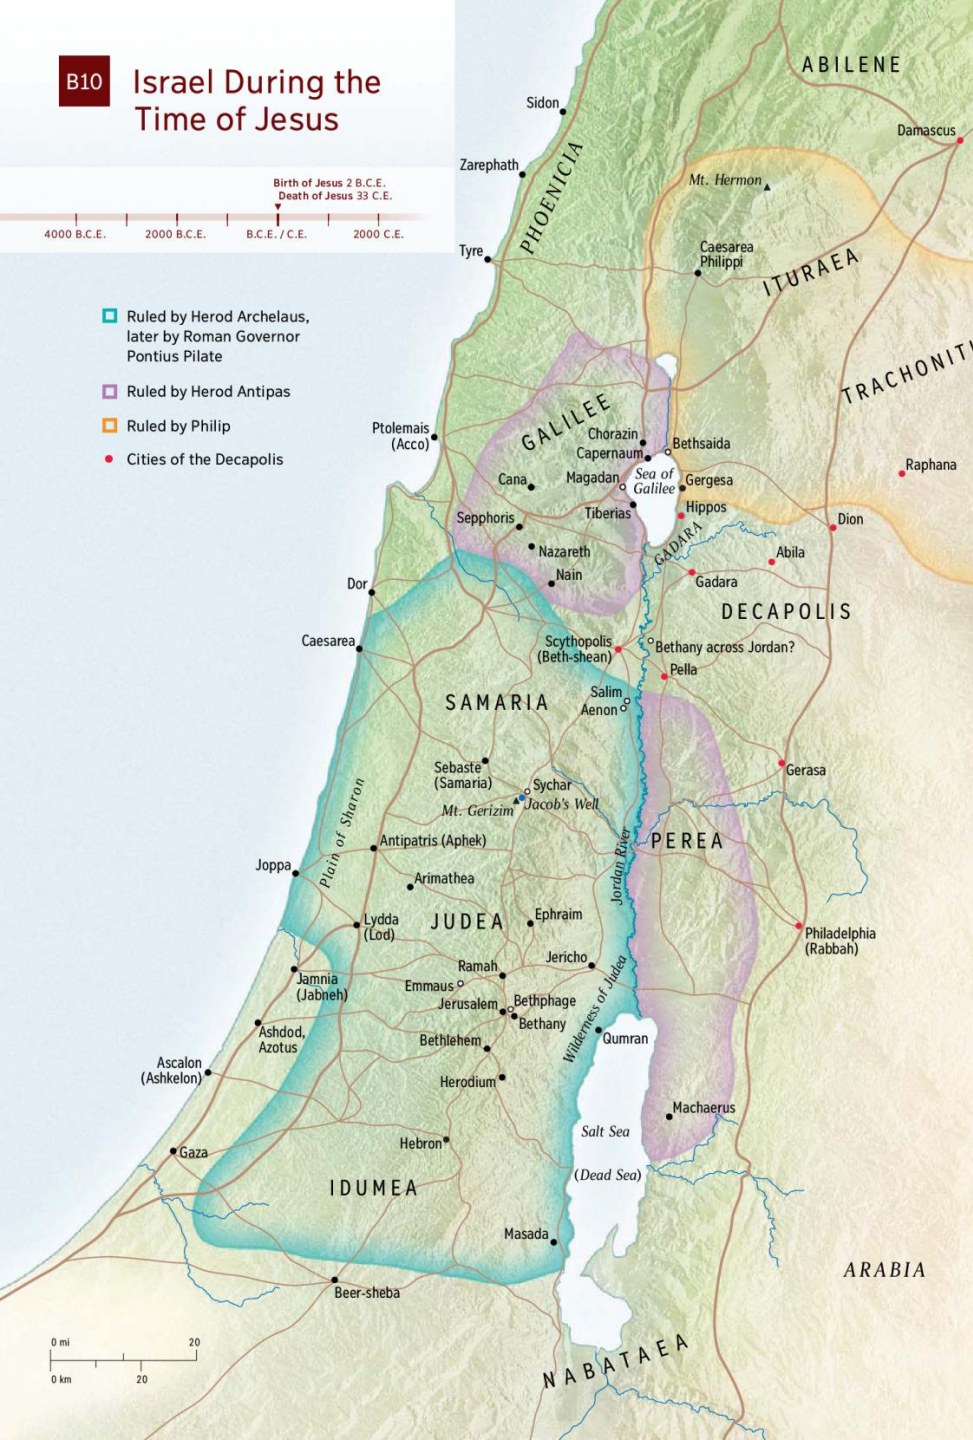 B10
Israel During the
Time of Jesus
Birth of Jesus 2 B.C.E.
Death of Jesus 33 C.E.
4000 B.C.E.
2000 B.C.E.
B.C.E. / C.E.
2000 C.E.
Ruled by Herod Archelaus,
later by Roman Governor
Pontius Pilate
Ruled by Herod Antipas
Ruled by Philip
Cities of the Decapolis
ABILENE
Sidon
Damascus
Zarephath
PHOENICIA
Mt. Hermon
Tyre
Caesarea
Philippi
ITURAEA
TRACHONITI
GALILEE
Ptolemais
(Acco)
Chorazin
Bethsaida
Capernaum
Raphana
Cana
Magadan
Sea of
Galilee
Gergesa
Hippos
Sepphoris
Tiberias
Dion
GADARA
Nazareth
Abila
Nain
Gadara
Dor
DECAPOLIS
Caesarea
Scythopolis
(Beth-shean)
Bethany across Jordan?
Pella
Salim
Aenon
SAMARIA
Gerasa
Sebaste
(Samaria)
Sychar
Mt. Gerizim
Jacob's Well
Plain of Sharon
Antipatris (Aphek)
Jordan River
PEREA
Joppa
Arimathea
Lydda
(Lod)
JUDEA
Ephraim
Philadelphia
(Rabbah)
Jericho
Ramah
Jamnia
(Jabneh)
Emmaus
Wilderness of Judea
Jerusalem
Bethphage
Bethany
Ashdod,
Azotus
Bethlehem
Qumran
Ascalon
(Ashkelon)
Herodium
Machaerus
Salt Sea
(Dead Sea)
Hebron
Gaza
IDUMEA
Masada
ARABIA
Beer-sheba
NABATAEA
0 mi
20
0 km
20